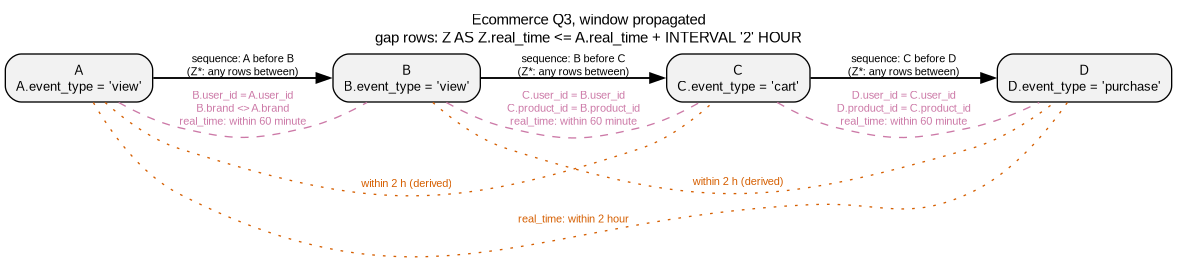 Ecommerce Q3, window propagated
gap rows: Z AS Z.real_time <= A.real_time + INTERVAL '2' HOUR
A
A.event_type = 'view'
sequence: A before B
(Z*: any rows between)
B
B.event_type = 'view'
sequence: B before C
(Z*: any rows between)
C
C.event_type = 'cart'
sequence: C before D
(Z*: any rows between)
D
D.event_type = 'purchase'
B.user_id = A.user_id
B.brand <> A.brand
real_time: within 60 minute
C.user_id = B.user_id
C.product_id = B.product_id
real_time: within 60 minute
D.user_id = C.user_id
D.product_id = C.product_id
real_time: within 60 minute
within 2 h (derived)
within 2 h (derived)
real_time: within 2 hour